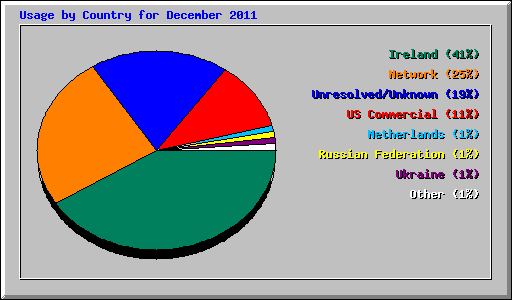 Usage by Country for December 2011
Ireland (41%)
Network (25%)
Unresolved/Unknown (19%)
US Commercial (11%)
Netherlands (1%)
Russian Federation (1%)
Ukraine (1%)
Other (1%)